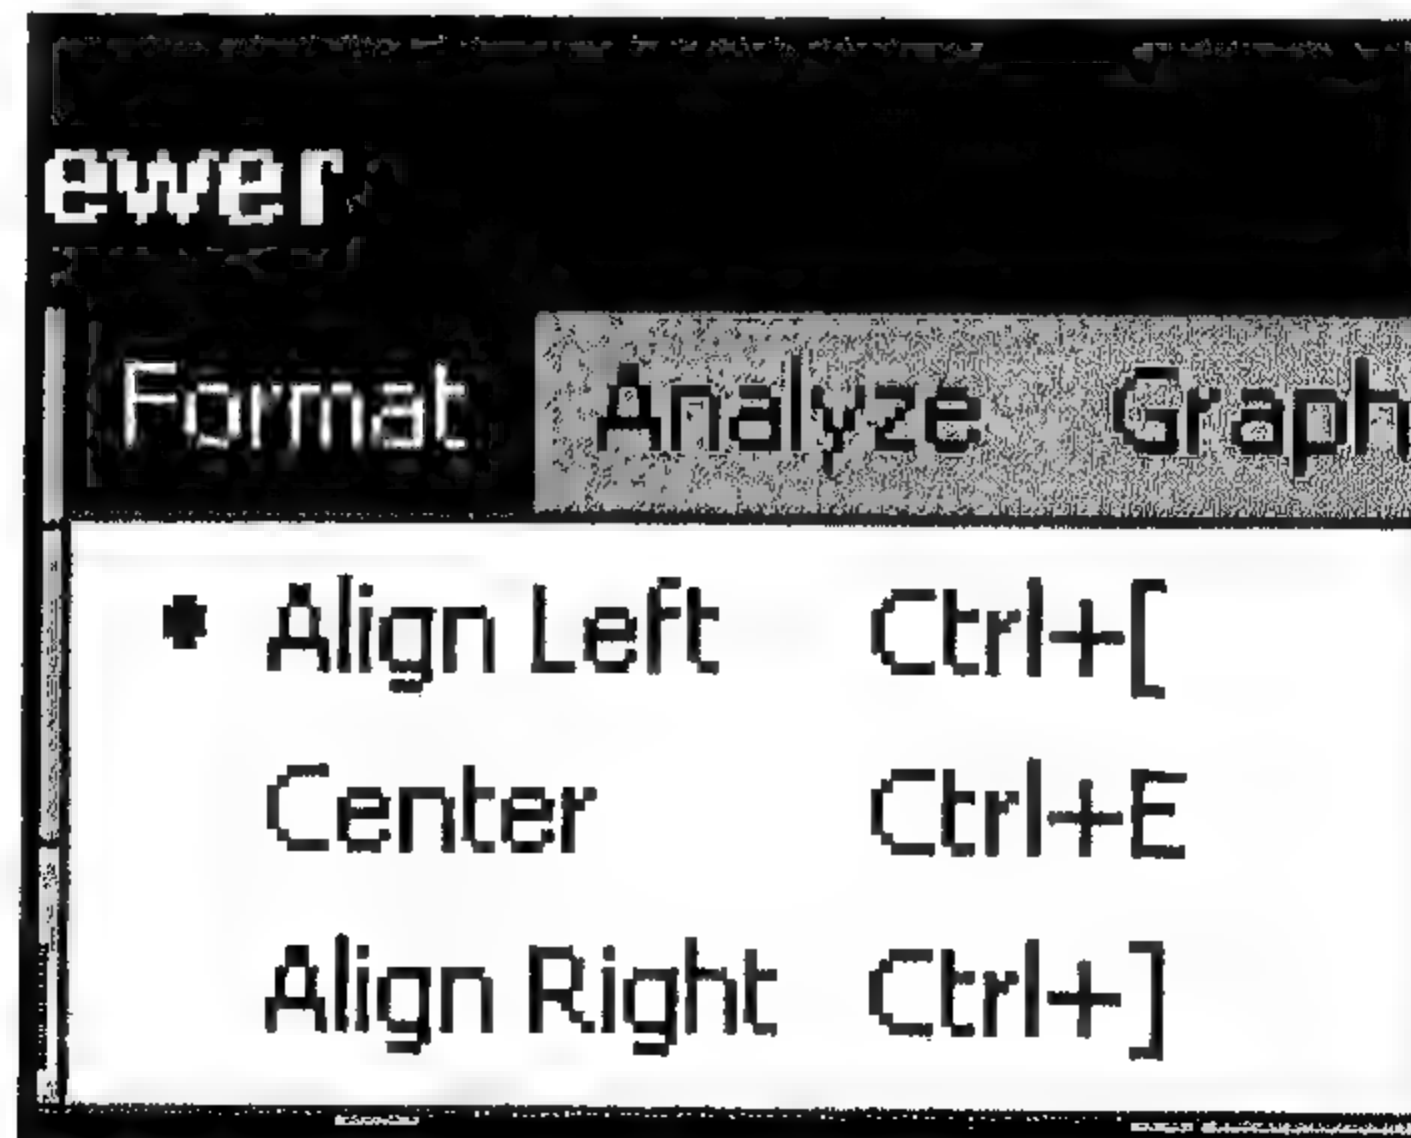 ewer
Format Analyze Graph
• Align Left Ctrl+[
Center Ctrl+E
Align Right Ctrl+]